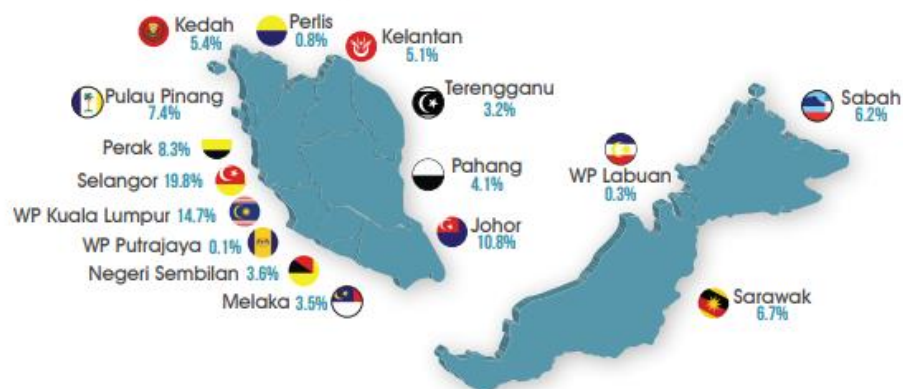 Kedah
5.4%
Perlis
0.8%
Kelantan
5.1%
Pulau Pinang
7.4%
Terengganu
3.2%
Sabah
6.2%
Perak 8.3%
WP Labuan
0.3%
Pahang
4.1%
Selangor 19.8%
WP Kuala Lumpur 14.7%
Johor
10.8%
WP Putrajaya 0.1%
Negeri Sembilan 3.6%
Melaka 3.5%
Sarawak
6.7%